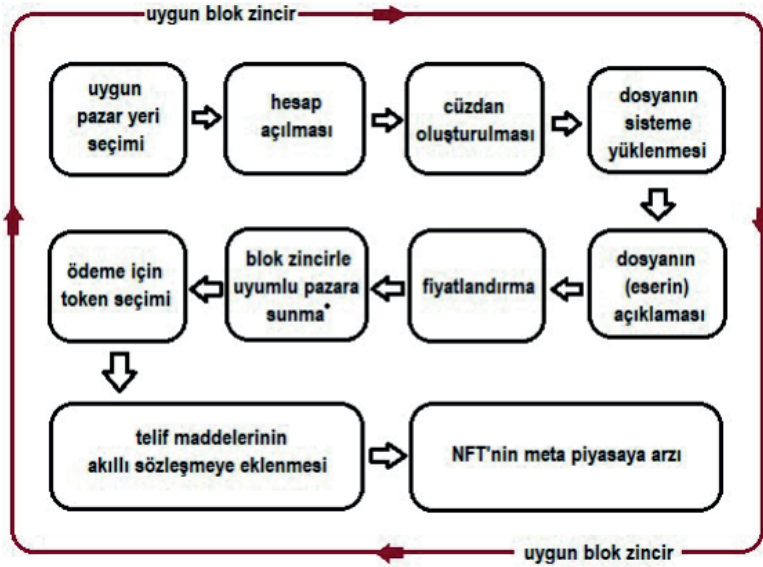 uygun blok zincir
uygun
pazar yeri
seçimi
hesap
açılması
cüzdan
oluşturulması
dosyanın
sisteme
yüklenmesi
dosyanın
(eserin)
açıklaması
fiyatlandırma
blok zincirle
uyumlu pazara
sunma*
ödeme için
token seçimi
telif maddelerinin
akıllı sözleşmeye eklenmesi
NFT'nin meta piyasaya arzı
uygun blok zincir